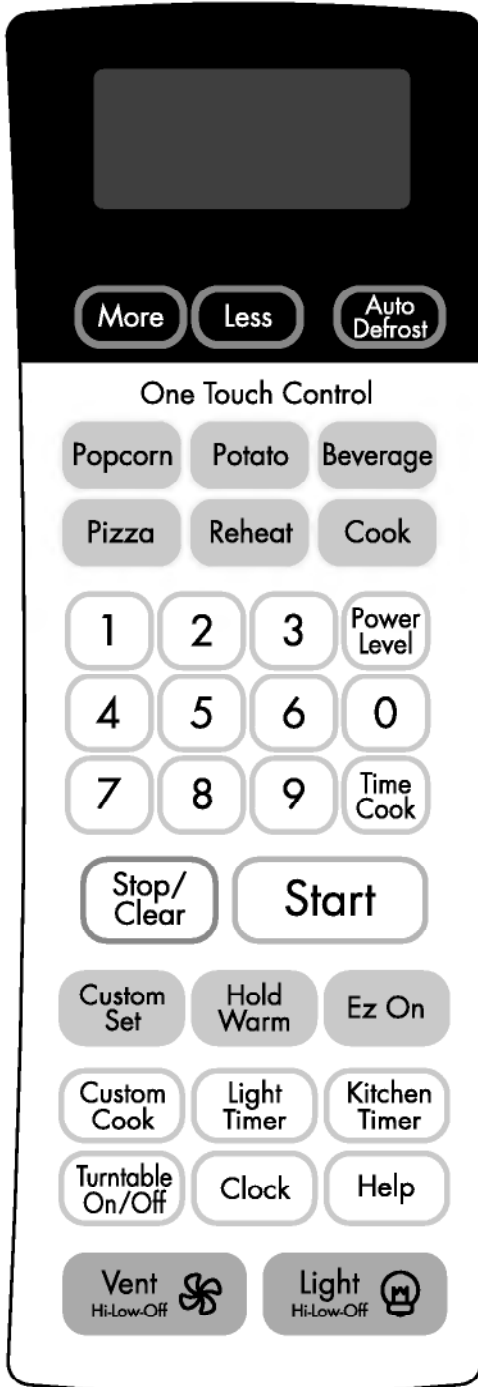 More Less Auto
Defrost
One Touch Control
Popcorn Potato Beverage
Pizza Reheat Cook
1 2 3 Power
Level
4 5 6 0
7 8 9 Time
Cook
Stop/
Clear
Start
Custom
Set
Hold
Warm
Ez On
Custom
Cook
Light
Timer
Kitchen
Timer
Turntable
On/Off
Clock
Help
Vent
Hi-Low-Off
Light
Hi-Low-Off